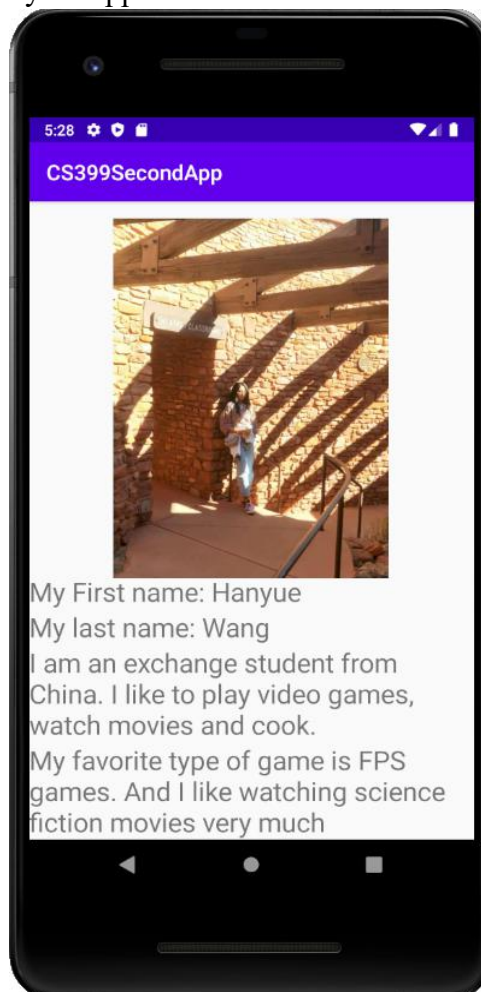 5:28
CS399SecondApp
My First name: Hanyue
My last name: Wang
I am an exchange student from
China. I like to play video games,
watch movies and cook.
My favorite type of game is FPS
games. And I like watching science
fiction movies very much